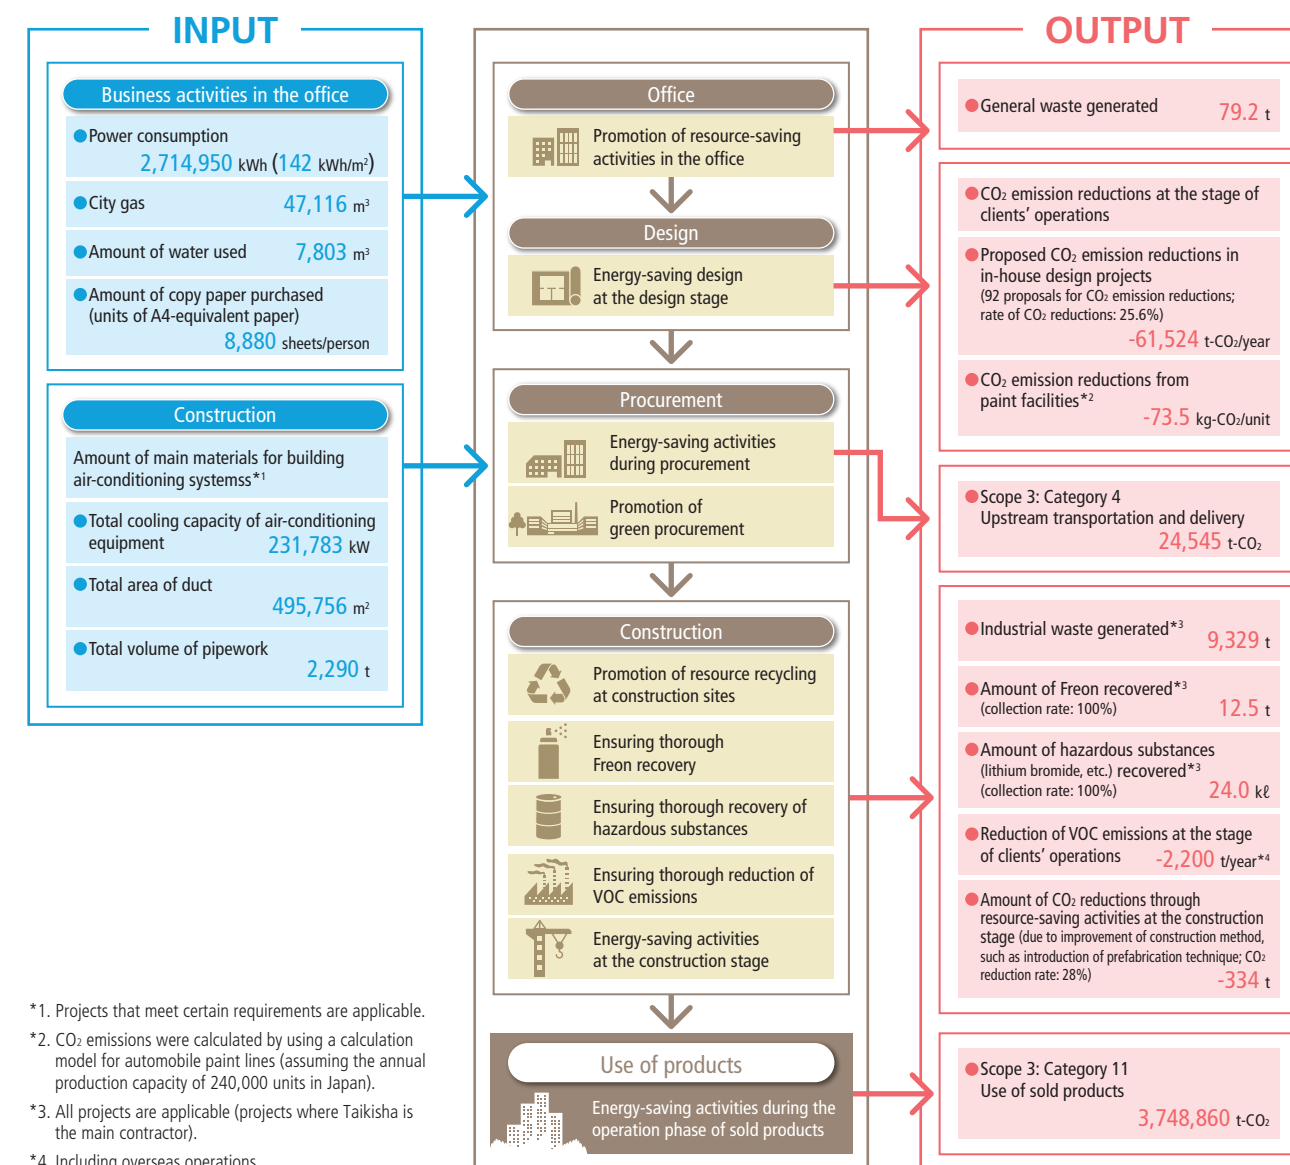 INPUT
Business activities in the office
●Power consumption
2,714,950 kWh (142 kWh/m²)
●City gas 47,116 m³
●Amount of water used 7,803 m³
●Amount of copy paper purchased
(units of A4-equivalent paper)
8,880 sheets/person
Construction
Amount of main materials for building
air-conditioning systemss*1
●Total cooling capacity of air-conditioning
equipment 231,783 kW
●Total area of duct
495,756 m²
●Total volume of pipework
2,290 t
Office
Promotion of resource-saving
activities in the office
Design
Energy-saving design
at the design stage
Procurement
Energy-saving activities
during procurement
Promotion of
green procurement
Construction
Promotion of resource recycling
at construction sites
Ensuring thorough
Freon recovery
Ensuring thorough recovery of
hazardous substances
Ensuring thorough reduction of
VOC emissions
Energy-saving activities
at the construction stage
Use of products
Energy-saving activities during the
operation phase of sold products
OUTPUT
●General waste generated 79.2 t
●CO₂ emission reductions at the stage of
clients' operations
●Proposed CO₂ emission reductions in
in-house design projects
(92 proposals for CO₂ emission reductions;
rate of CO₂ reductions: 25.6%)
-61,524 t-CO₂/year
●CO₂ emission reductions from
paint facilities*2
-73.5 kg-CO₂/unit
●Scope 3: Category 4
Upstream transportation and delivery
24,545 t-CO₂
●Industrial waste generated*3
9,329 t
●Amount of Freon recovered*3
(collection rate: 100%) 12.5 t
●Amount of hazardous substances
(lithium bromide, etc.) recovered*3
(collection rate: 100%) 24.0 kℓ
●Reduction of VOC emissions at the stage
of clients' operations -2,200 t/year*4
●Amount of CO₂ reductions through
resource-saving activities at the construction
stage (due to improvement of construction method,
such as introduction of prefabrication technique; CO₂
reduction rate: 28%) -334 t
●Scope 3: Category 11
Use of sold products
3,748,860 t-CO₂
*1. Projects that meet certain requirements are applicable.
*2. CO₂ emissions were calculated by using a calculation
model for automobile paint lines (assuming the annual
production capacity of 240,000 units in Japan).
*3. All projects are applicable (projects where Taikisha is
the main contractor).
*4. Including overseas operations.